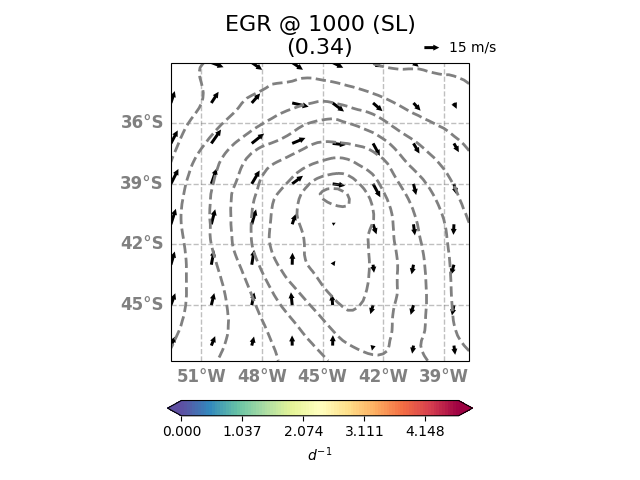 EGR @ 1000 (SL)
(0.34)
15 m/s
36°S
39°S
42°S
45°S
51°W 48°W 45°W 42°W 39°W
0.000 1.037 2.074 3.111 4.148
d⁻¹